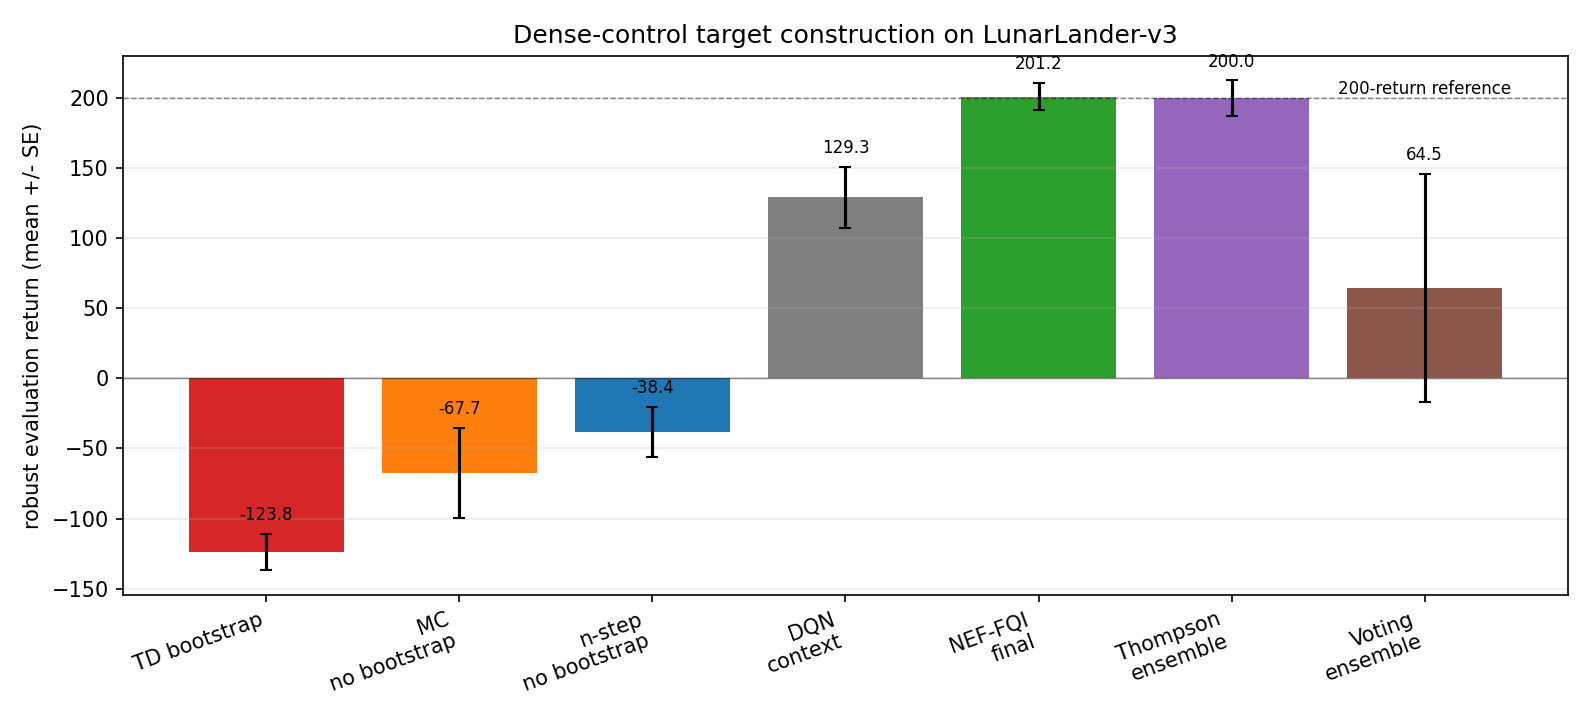 Dense-control target construction on LunarLander-v3
robust evaluation return (mean +/- SE)
200
150
100
50
0
−50
−100
−150
-123.8
-67.7
-38.4
129.3
201.2
200.0
64.5
200-return reference
TD bootstrap
MC
no bootstrap
n-step
no bootstrap
DQN
context
NEF-FQI
final
Thompson
ensemble
Voting
ensemble